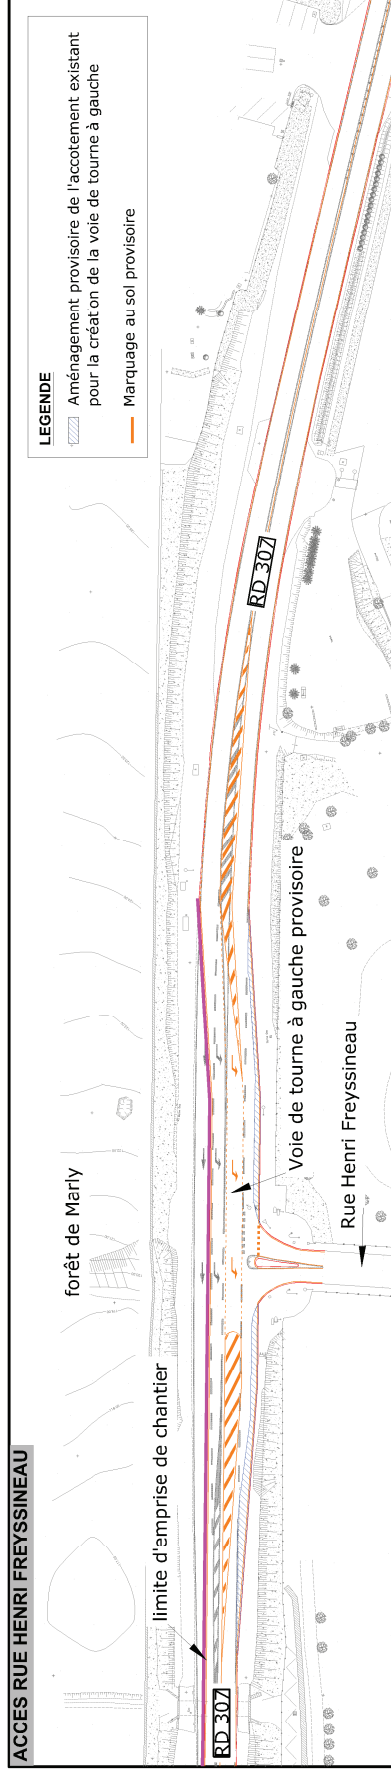 ACCES RUE HENRI FREYSSINEAU
LEGENDE
Aménagement provisoire de l'accotement existant
pour la création de la voie de tourne à gauche
Marquage au sol provisoire
forêt de Marly
limite d'emprise de chantier
RD 307
RD 307
Voie de tourne à gauche provisoire
Rue Henri Freyssineau